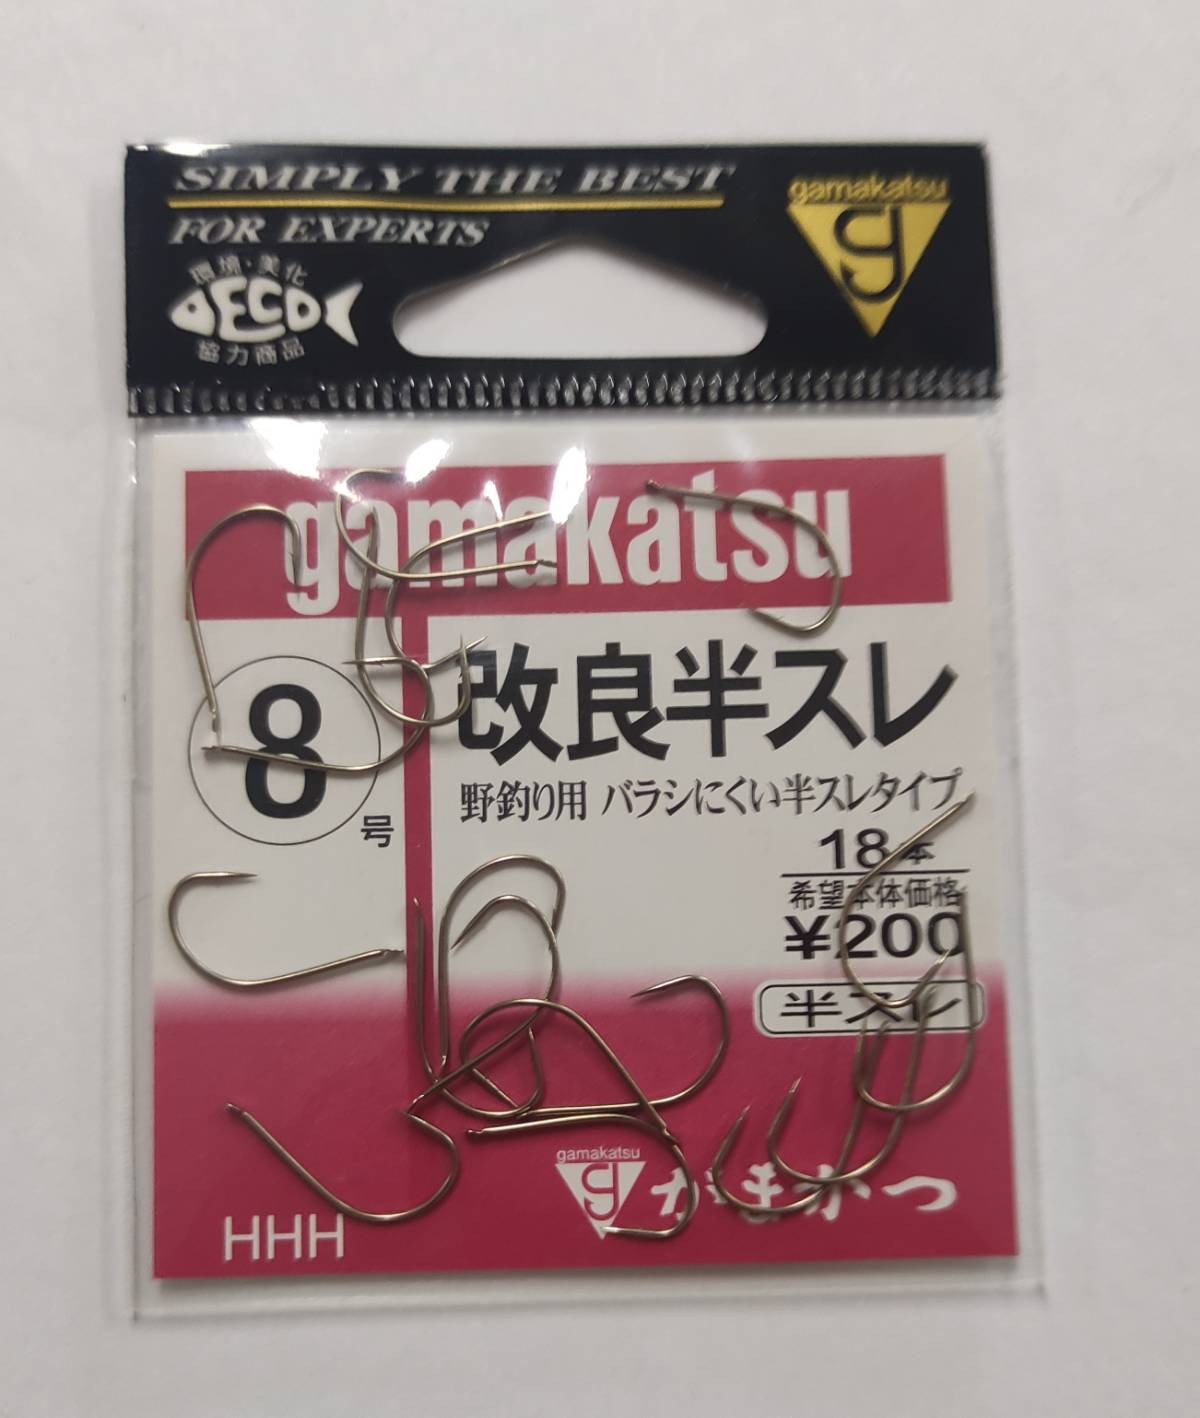 SIMPLY THE BEST
FOR EXPERTS
gamakatsu
環境・美化
ECO
協力商品
gamakatsu
8号
改良半スレ
野釣り用 バラシにくい半スレタイプ
18本
希望本体価格
¥200
半スレ
gamakatsu
がまかつ
HHH